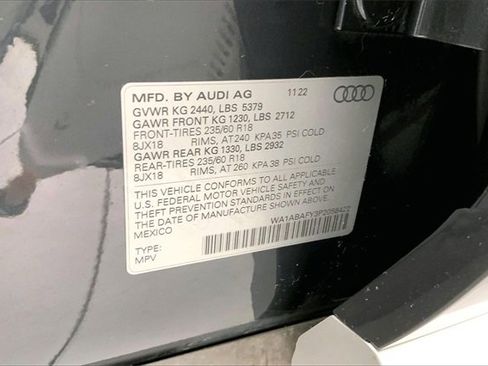 MFD. BY AUDI AG 11 22
GVWR KG 2440, LBS 5379
GAWR FRONT KG 1230, LBS 2712
FRONT-TIRES 235/60 R18
8JX18 RIMS, AT 240 KPA 35 PSI COLD
GAWR REAR KG 1330, LBS 2932
REAR-TIRES 235/60 R18
8JX18 RIMS, AT 260 KPA 38 PSI COLD
THIS VEHICLE CONFORMS TO ALL APPLICABLE
U.S. FEDERAL MOTOR VEHICLE SAFETY, BUMPER, AND
THEFT PREVENTION STANDARDS IN EFFECT ON
THE DATE OF MANUFACTURE SHOWN ABOVE.
MEXICO
TYPE:
MPV